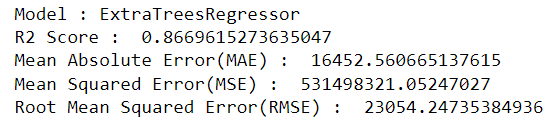 Model : ExtraTreesRegressor
R2 Score :  0.8669615273635047
Mean Absolute Error(MAE) :  16452.560665137615
Mean Squared Error(MSE) :  531498321.05247027
Root Mean Squared Error(RMSE) :  23054.24735384936